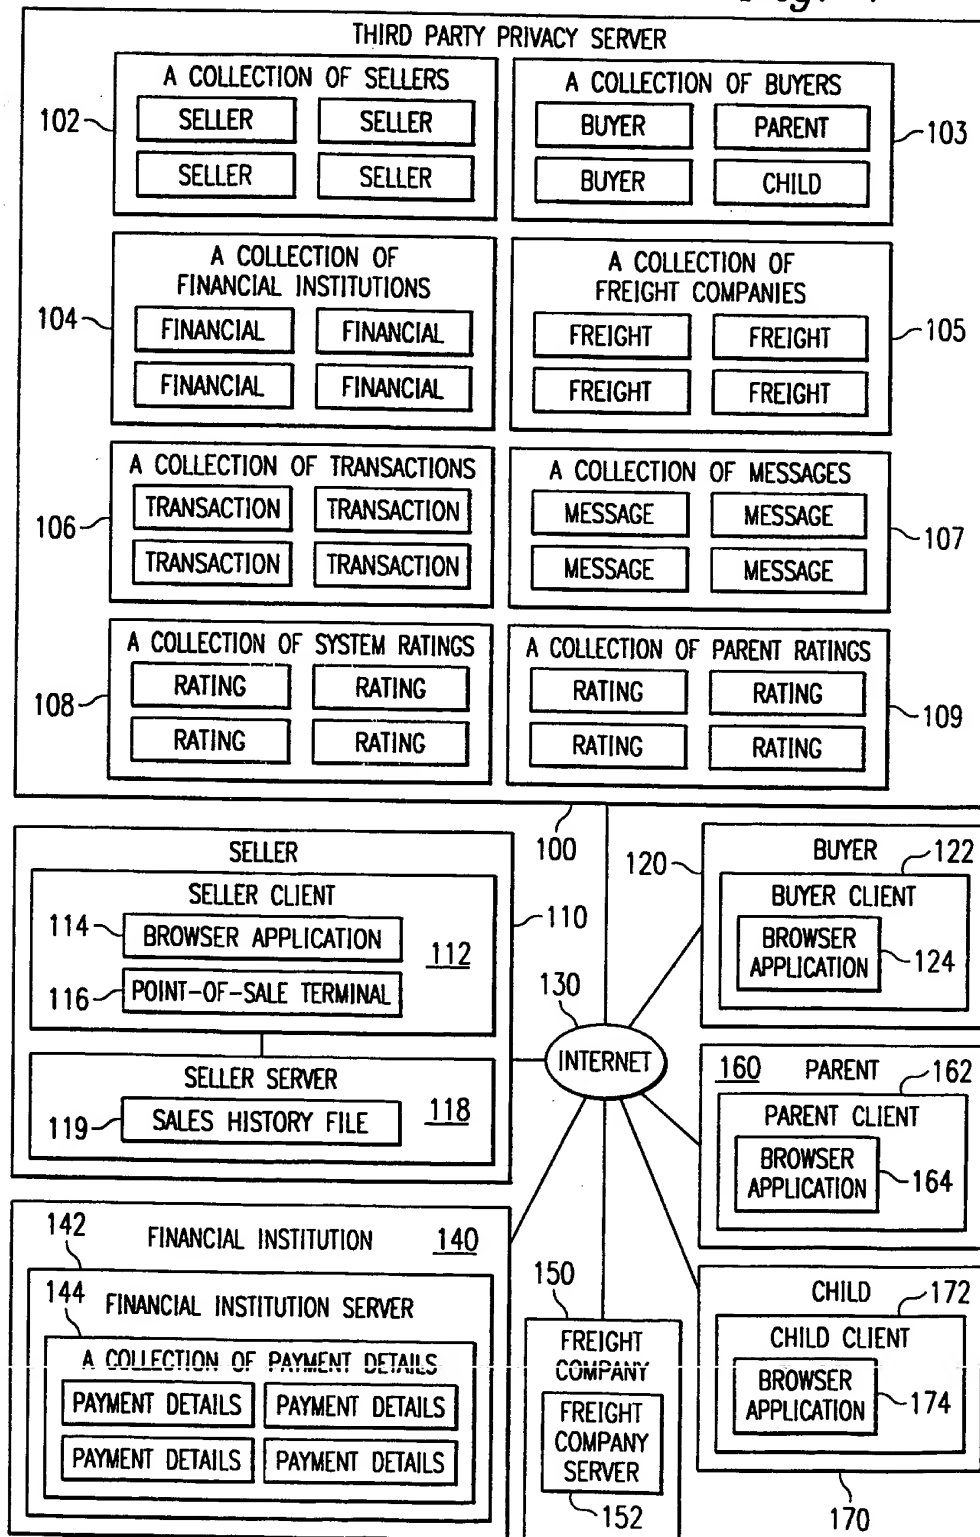 THIRD PARTY PRIVACY SERVER
A COLLECTION OF SELLERS
102
SELLER SELLER
SELLER SELLER
A COLLECTION OF BUYERS
BUYER PARENT
103
BUYER CHILD
A COLLECTION OF
FINANCIAL INSTITUTIONS
104
FINANCIAL FINANCIAL
FINANCIAL FINANCIAL
A COLLECTION OF
FREIGHT COMPANIES
FREIGHT FREIGHT
105
FREIGHT FREIGHT
A COLLECTION OF TRANSACTIONS
TRANSACTION TRANSACTION
106
TRANSACTION TRANSACTION
A COLLECTION OF MESSAGES
MESSAGE MESSAGE
107
MESSAGE MESSAGE
A COLLECTION OF SYSTEM RATINGS
RATING RATING
108
RATING RATING
A COLLECTION OF PARENT RATINGS
RATING RATING
109
RATING RATING
100
SELLER
SELLER CLIENT
110
114
BROWSER APPLICATION
112
116
POINT-OF-SALE TERMINAL
SELLER SERVER
119
SALES HISTORY FILE
118
130
INTERNET
120
BUYER
122
BUYER CLIENT
BROWSER
APPLICATION
124
160
PARENT
162
PARENT CLIENT
BROWSER
APPLICATION
164
142
FINANCIAL INSTITUTION
140
144
FINANCIAL INSTITUTION SERVER
A COLLECTION OF PAYMENT DETAILS
PAYMENT DETAILS PAYMENT DETAILS
PAYMENT DETAILS PAYMENT DETAILS
150
FREIGHT
COMPANY
FREIGHT
COMPANY
SERVER
152
CHILD
172
CHILD CLIENT
BROWSER
APPLICATION
174
170